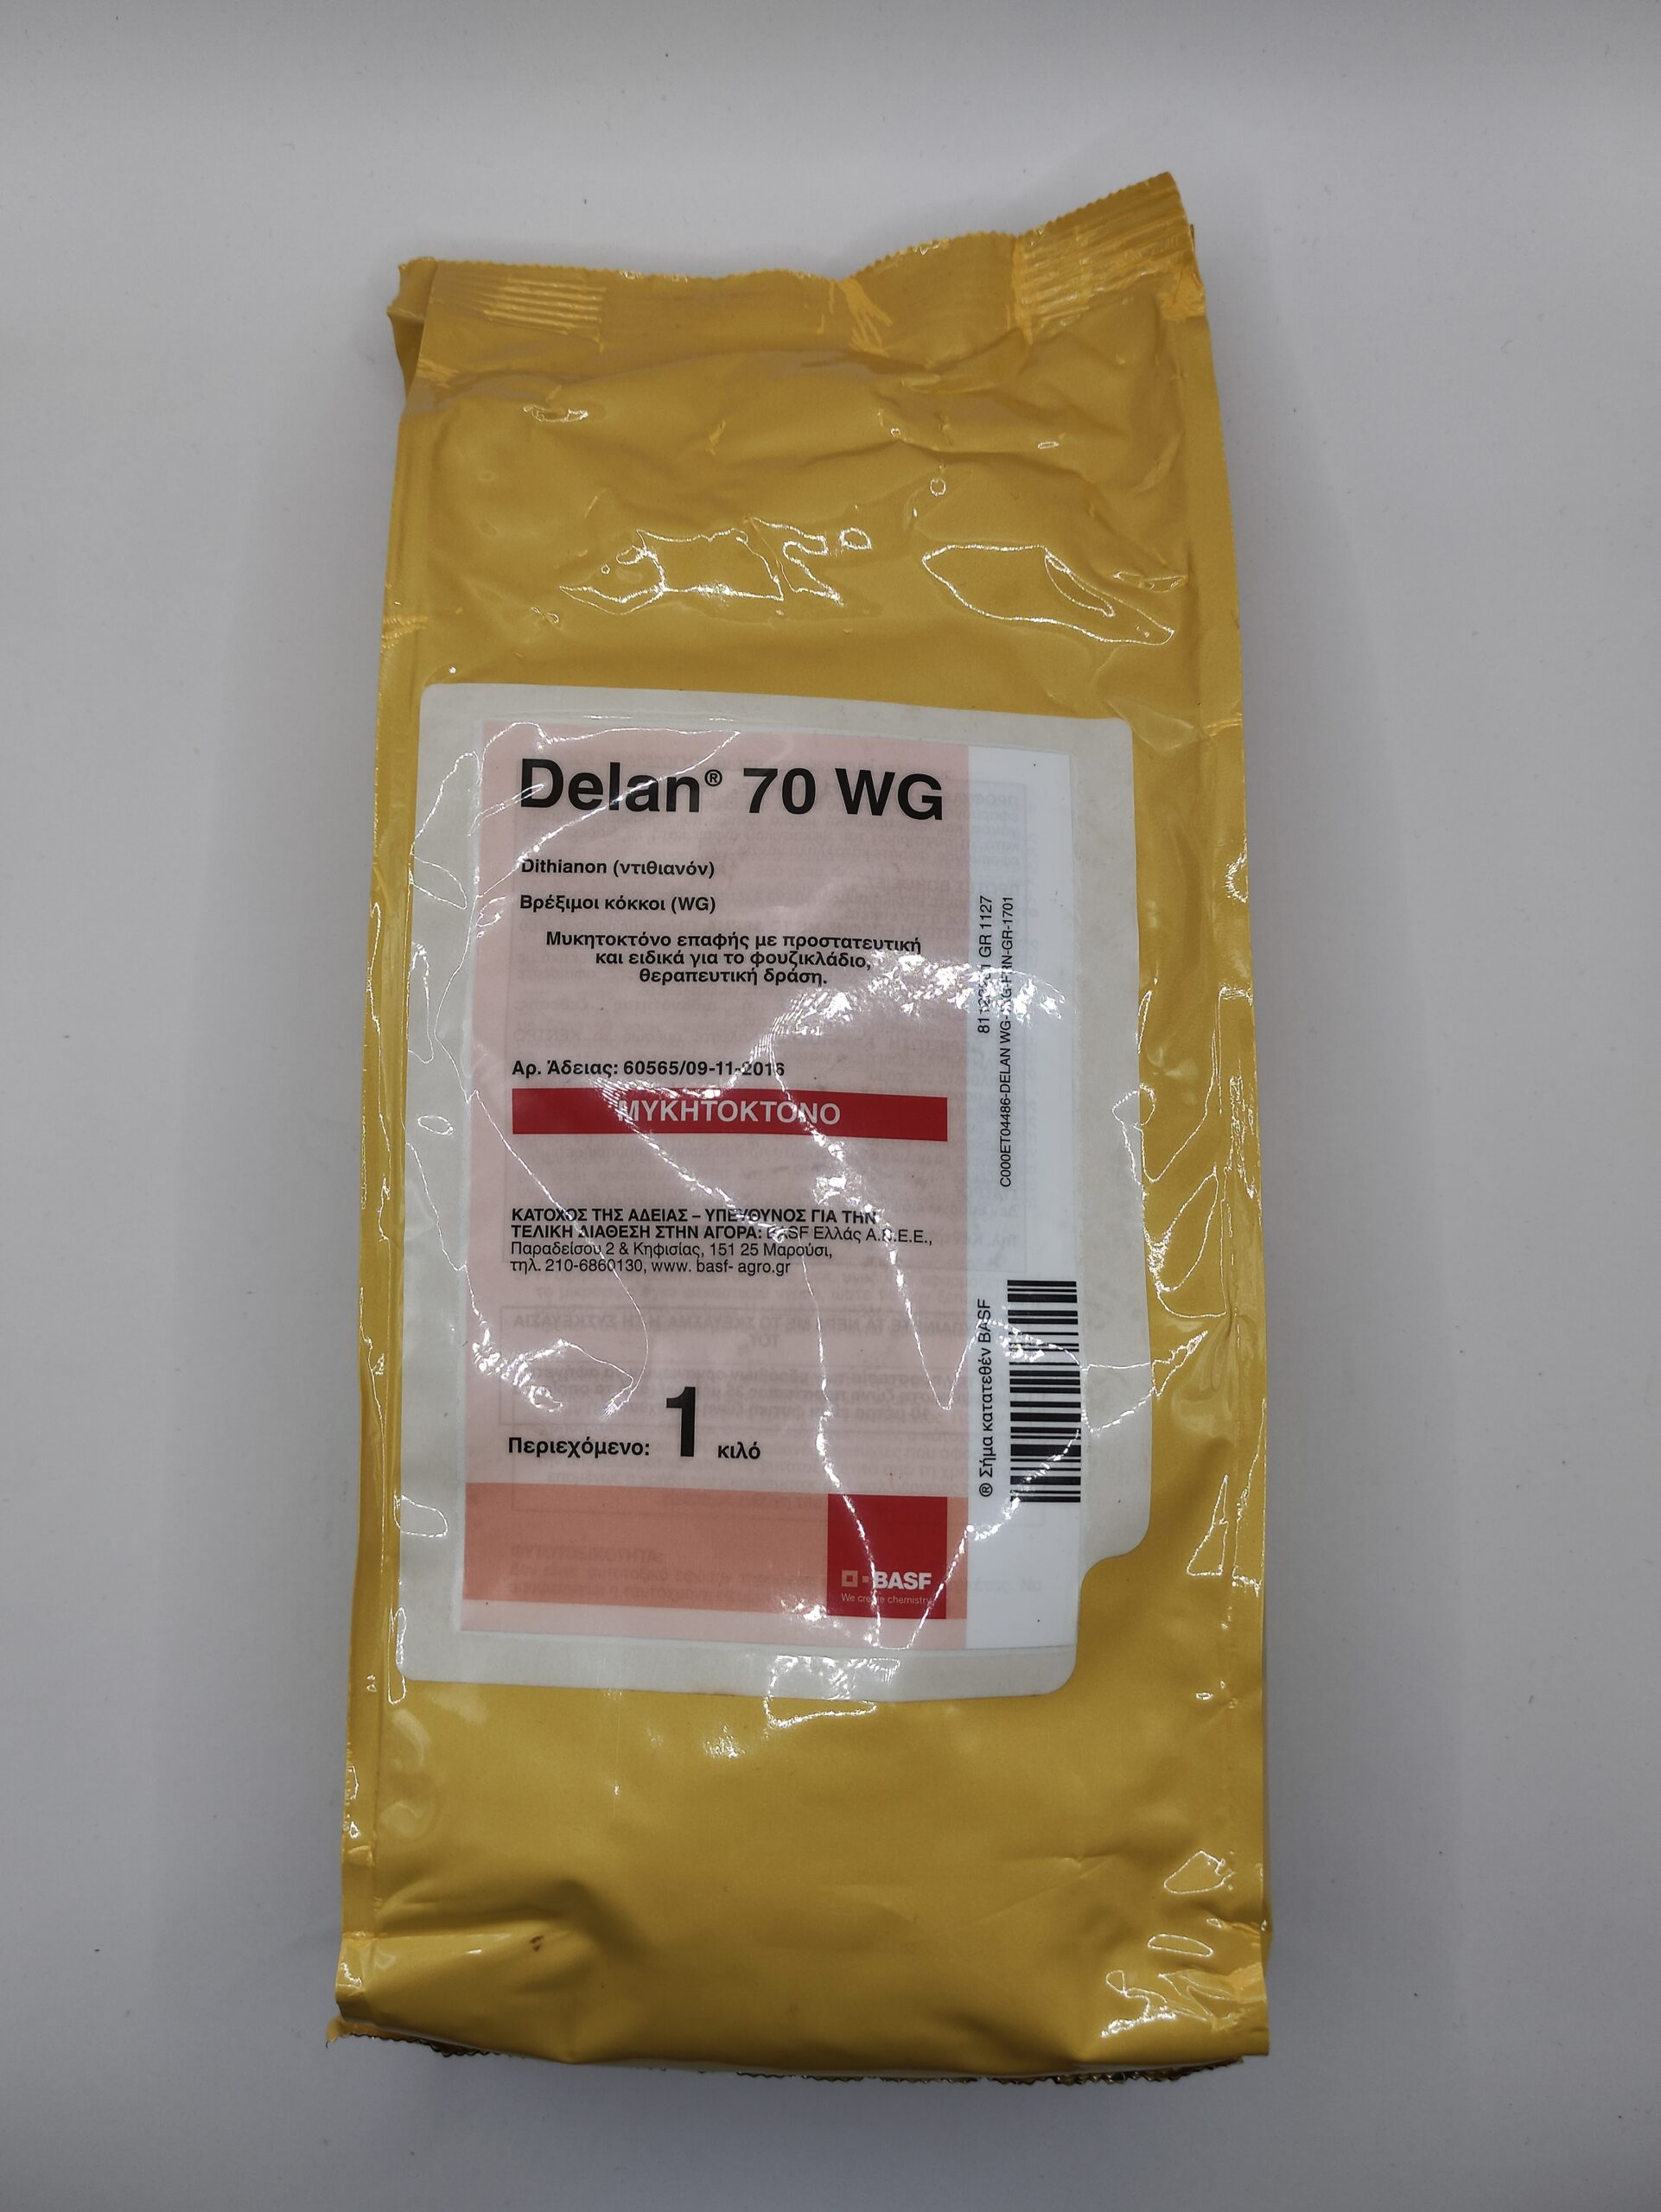 Delan® 70 WG
Dithianon (ντιθιανόν)
Βρέξιμοι κόκκοι (WG)
Μυκητοκτόνο επαφής με προστατευτική
και ειδικά για το φουζικλάδιο,
θεραπευτική δράση.
Αρ. Άδειας: 60565/09-11-2016
ΜΥΚΗΤΟΚΤΟΝΟ
ΚΑΤΟΧΟΣ ΤΗΣ ΑΔΕΙΑΣ – ΥΠΕΥΘΥΝΟΣ ΓΙΑ ΤΗΝ
ΤΕΛΙΚΗ ΔΙΑΘΕΣΗ ΣΤΗΝ ΑΓΟΡΑ: BASF Ελλάς Α.Β.Ε.Ε.,
Παραδείσου 2 & Κηφισίας, 151 25 Μαρούσι,
τηλ. 210-6860130, www. basf- agro.gr
Περιεχόμενο: 1 κιλό
BASF
We create chemistry
GR 1127
C000ET04486-DELAN
® Σήμα κατατεθέν BASF